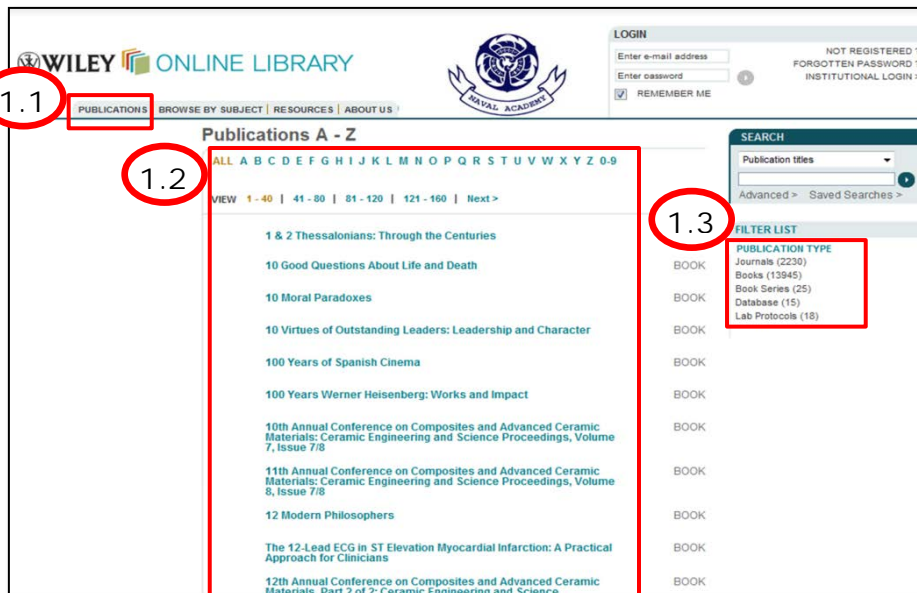 LOGIN
WILEY ONLINE LIBRARY
Enter e-mail address
NOT REGISTERED
FORGOTTEN PASSWORD
Enter password
INSTITUTIONAL LOGIN
REMEMBER ME
NAVAL ACADEMY
1.1
PUBLICATIONS | BROWSE BY SUBJECT | RESOURCES | ABOUT US
Publications A - Z
SEARCH
ALL A B C D E F G H I J K L M N O P Q R S T U V W X Y Z 0-9
Publication titles
1.2
Advanced > Saved Searches >
VIEW 1 - 40 | 41 - 80 | 81 - 120 | 121 - 160 | Next >
1.3
FILTER LIST
PUBLICATION TYPE
Journals (2230)
Books (13945)
Book Series (25)
Database (15)
Lab Protocols (18)
1 & 2 Thessalonians: Through the Centuries
10 Good Questions About Life and Death BOOK
10 Moral Paradoxes BOOK
10 Virtues of Outstanding Leaders: Leadership and Character BOOK
100 Years of Spanish Cinema BOOK
100 Years Werner Heisenberg: Works and Impact BOOK
10th Annual Conference on Composites and Advanced Ceramic BOOK
Materials: Ceramic Engineering and Science Proceedings, Volume
7, Issue 7/8
11th Annual Conference on Composites and Advanced Ceramic BOOK
Materials: Ceramic Engineering and Science Proceedings, Volume
8, Issue 7/8
12 Modern Philosophers BOOK
The 12-Lead ECG in ST Elevation Myocardial Infarction: A Practical BOOK
Approach for Clinicians
12th Annual Conference on Composites and Advanced Ceramic BOOK
Materials, Part 2 of 2: Ceramic Engineering and Science